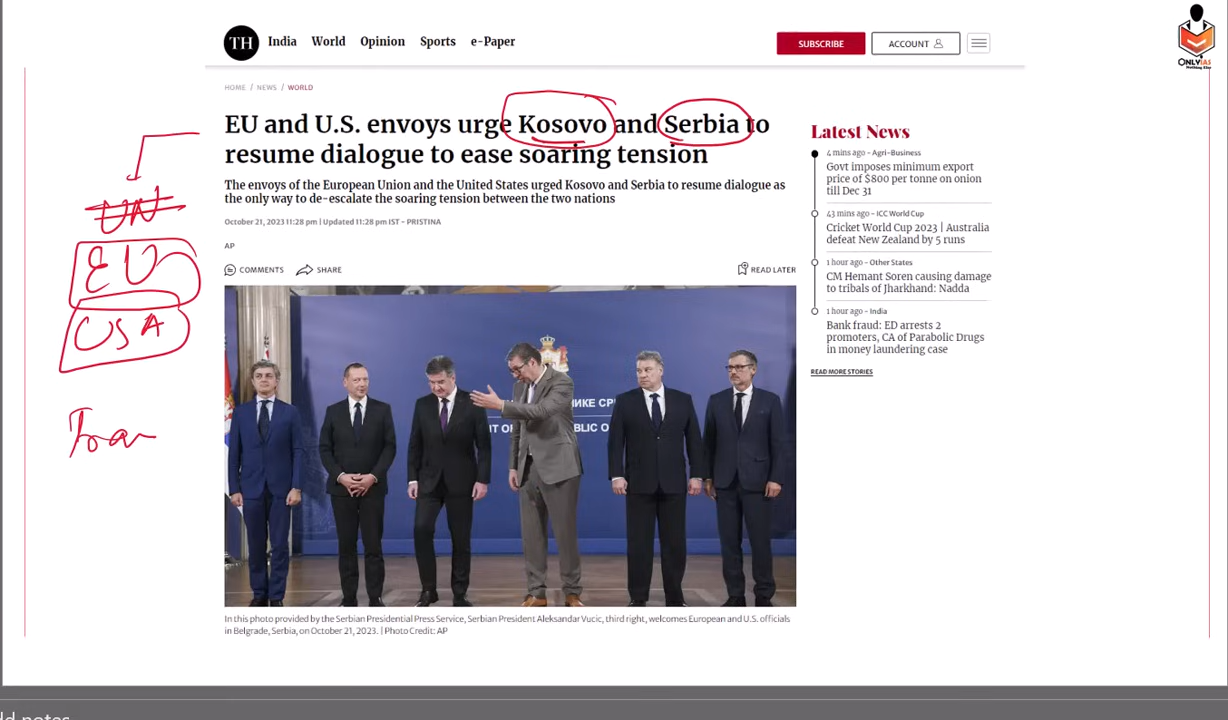 TH
India World Opinion Sports e-Paper
SUBSCRIBE
ACCOUNT
ONLYIAS
Nothing Else
HOME / NEWS / WORLD
EU and U.S. envoys urge Kosovo and Serbia to
resume dialogue to ease soaring tension
The envoys of the European Union and the United States urged Kosovo and Serbia to resume dialogue as
the only way to de-escalate the soaring tension between the two nations
October 21, 2023 11:28 pm | Updated 11:28 pm IST - PRISTINA
AP
COMMENTS SHARE READ LATER
UN
EU
USA
NIKE CP
NT OF BLIC O
In this photo provided by the Serbian Presidential Press Service, Serbian President Aleksandar Vucic, third right, welcomes European and U.S. officials
in Belgrade, Serbia, on October 21, 2023. | Photo Credit: AP
Latest News
4 mins ago - Agri-Business
Govt imposes minimum export
price of $800 per tonne on onion
till Dec 31
43 mins ago - ICC World Cup
Cricket World Cup 2023 | Australia
defeat New Zealand by 5 runs
1 hour ago - Other States
CM Hemant Soren causing damage
to tribals of Jharkhand: Nadda
1 hour ago - India
Bank fraud: ED arrests 2
promoters, CA of Parabolic Drugs
in money laundering case
READ MORE STORIES